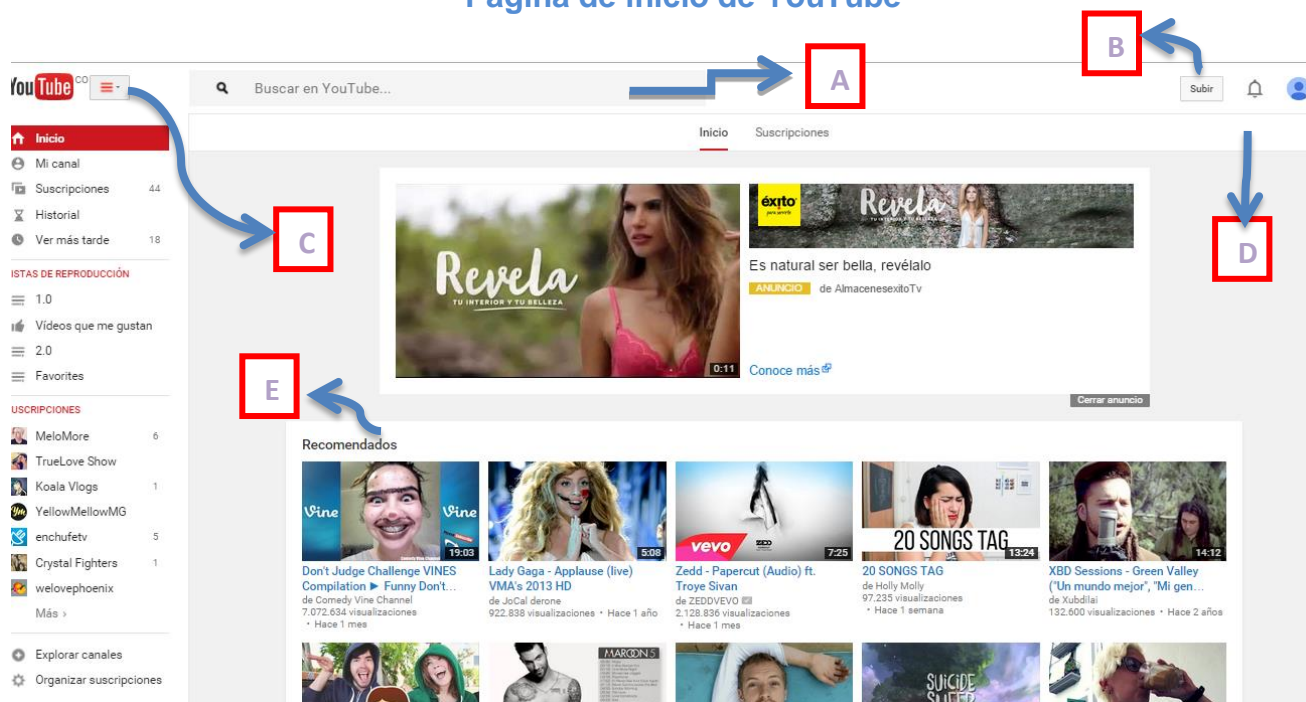 Página de inicio de YouTube
B
A
YouTube CO
Buscar en YouTube...
Subir
Inicio
Mi canal
Suscripciones 44
Historial
Ver más tarde 18
ISTAS DE REPRODUCCIÓN
1.0
Vídeos que me gustan
2.0
Favorites
USCRIPCIONES
MeloMore 6
TrueLove Show
Koala Vlogs 1
YellowMellowMG
enchufetv 5
Crystal Fighters 1
welovephoenix
Más ›
Explorar canales
Organizar suscripciones
Inicio Suscripciones
C
D
E
Revela
TU INTERIOR Y TU BELLEZA
0:11
éxito
Revela
TU INTERIOR Y TU BELLEZA
Es natural ser bella, revélalo
ANUNCIO de AlmacenesexitoTv
Conoce más
Cerrar anuncio
Recomendados
Vine Vine
19:03
Don't Judge Challenge VINES
Compilation ► Funny Don't...
de Comedy Vine Channel
7.072.634 visualizaciones
• Hace 1 mes
5:08
Lady Gaga - Applause (live)
VMA's 2013 HD
de JoCal derone
922.838 visualizaciones • Hace 1 año
vevo
7:25
Zedd - Papercut (Audio) ft.
Troye Sivan
de ZEDDVEVO
2,128.836 visualizaciones
• Hace 1 mes
20 SONGS TAG
13:24
20 SONGS TAG
de Holly Molly
97.235 visualizaciones
• Hace 1 semana
14:12
XBD Sessions - Green Valley
("Un mundo mejor", "Mi gen...
de Xubdilai
132.600 visualizaciones • Hace 2 años
MAROON 5
SUICIDE